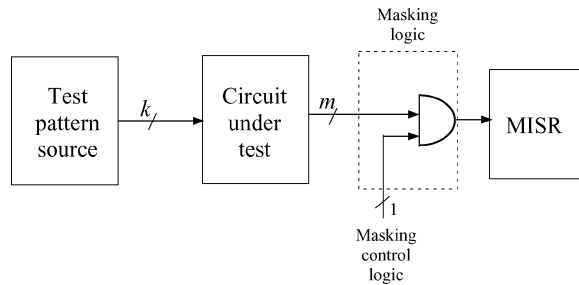 Masking
logic
Test
pattern
source
k
Circuit
under
test
m
MISR
1
Masking
control
logic